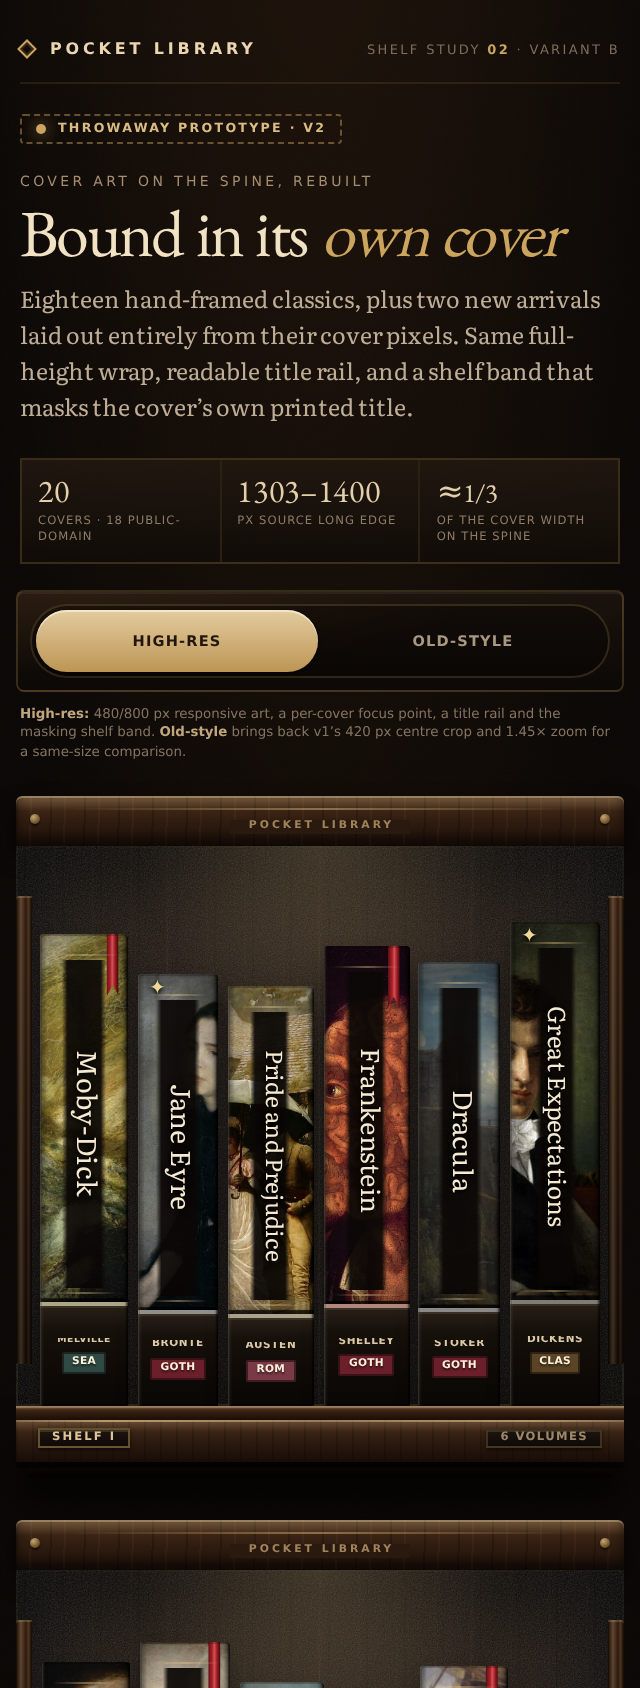 POCKET LIBRARY
SHELF STUDY 02 · VARIANT B
THROWAWAY PROTOTYPE · V2
COVER ART ON THE SPINE, REBUILT
Bound in its own cover
Eighteen hand-framed classics, plus two new arrivals
laid out entirely from their cover pixels. Same full-
height wrap, readable title rail, and a shelf band that
masks the cover’s own printed title.
20
COVERS · 18 PUBLIC-
DOMAIN
1303–1400
PX SOURCE LONG EDGE
≈1/3
OF THE COVER WIDTH
ON THE SPINE
HIGH-RES
OLD-STYLE
High-res: 480/800 px responsive art, a per-cover focus point, a title rail and the
masking shelf band. Old-style brings back v1’s 420 px centre crop and 1.45× zoom for
a same-size comparison.
POCKET LIBRARY
Moby-Dick
MELVILLE
SEA
Jane Eyre
BRONTE
GOTH
Pride and Prejudice
AUSTEN
ROM
Frankenstein
SHELLEY
GOTH
Dracula
STOKER
GOTH
Great Expectations
DICKENS
CLAS
SHELF I
6 VOLUMES
POCKET LIBRARY